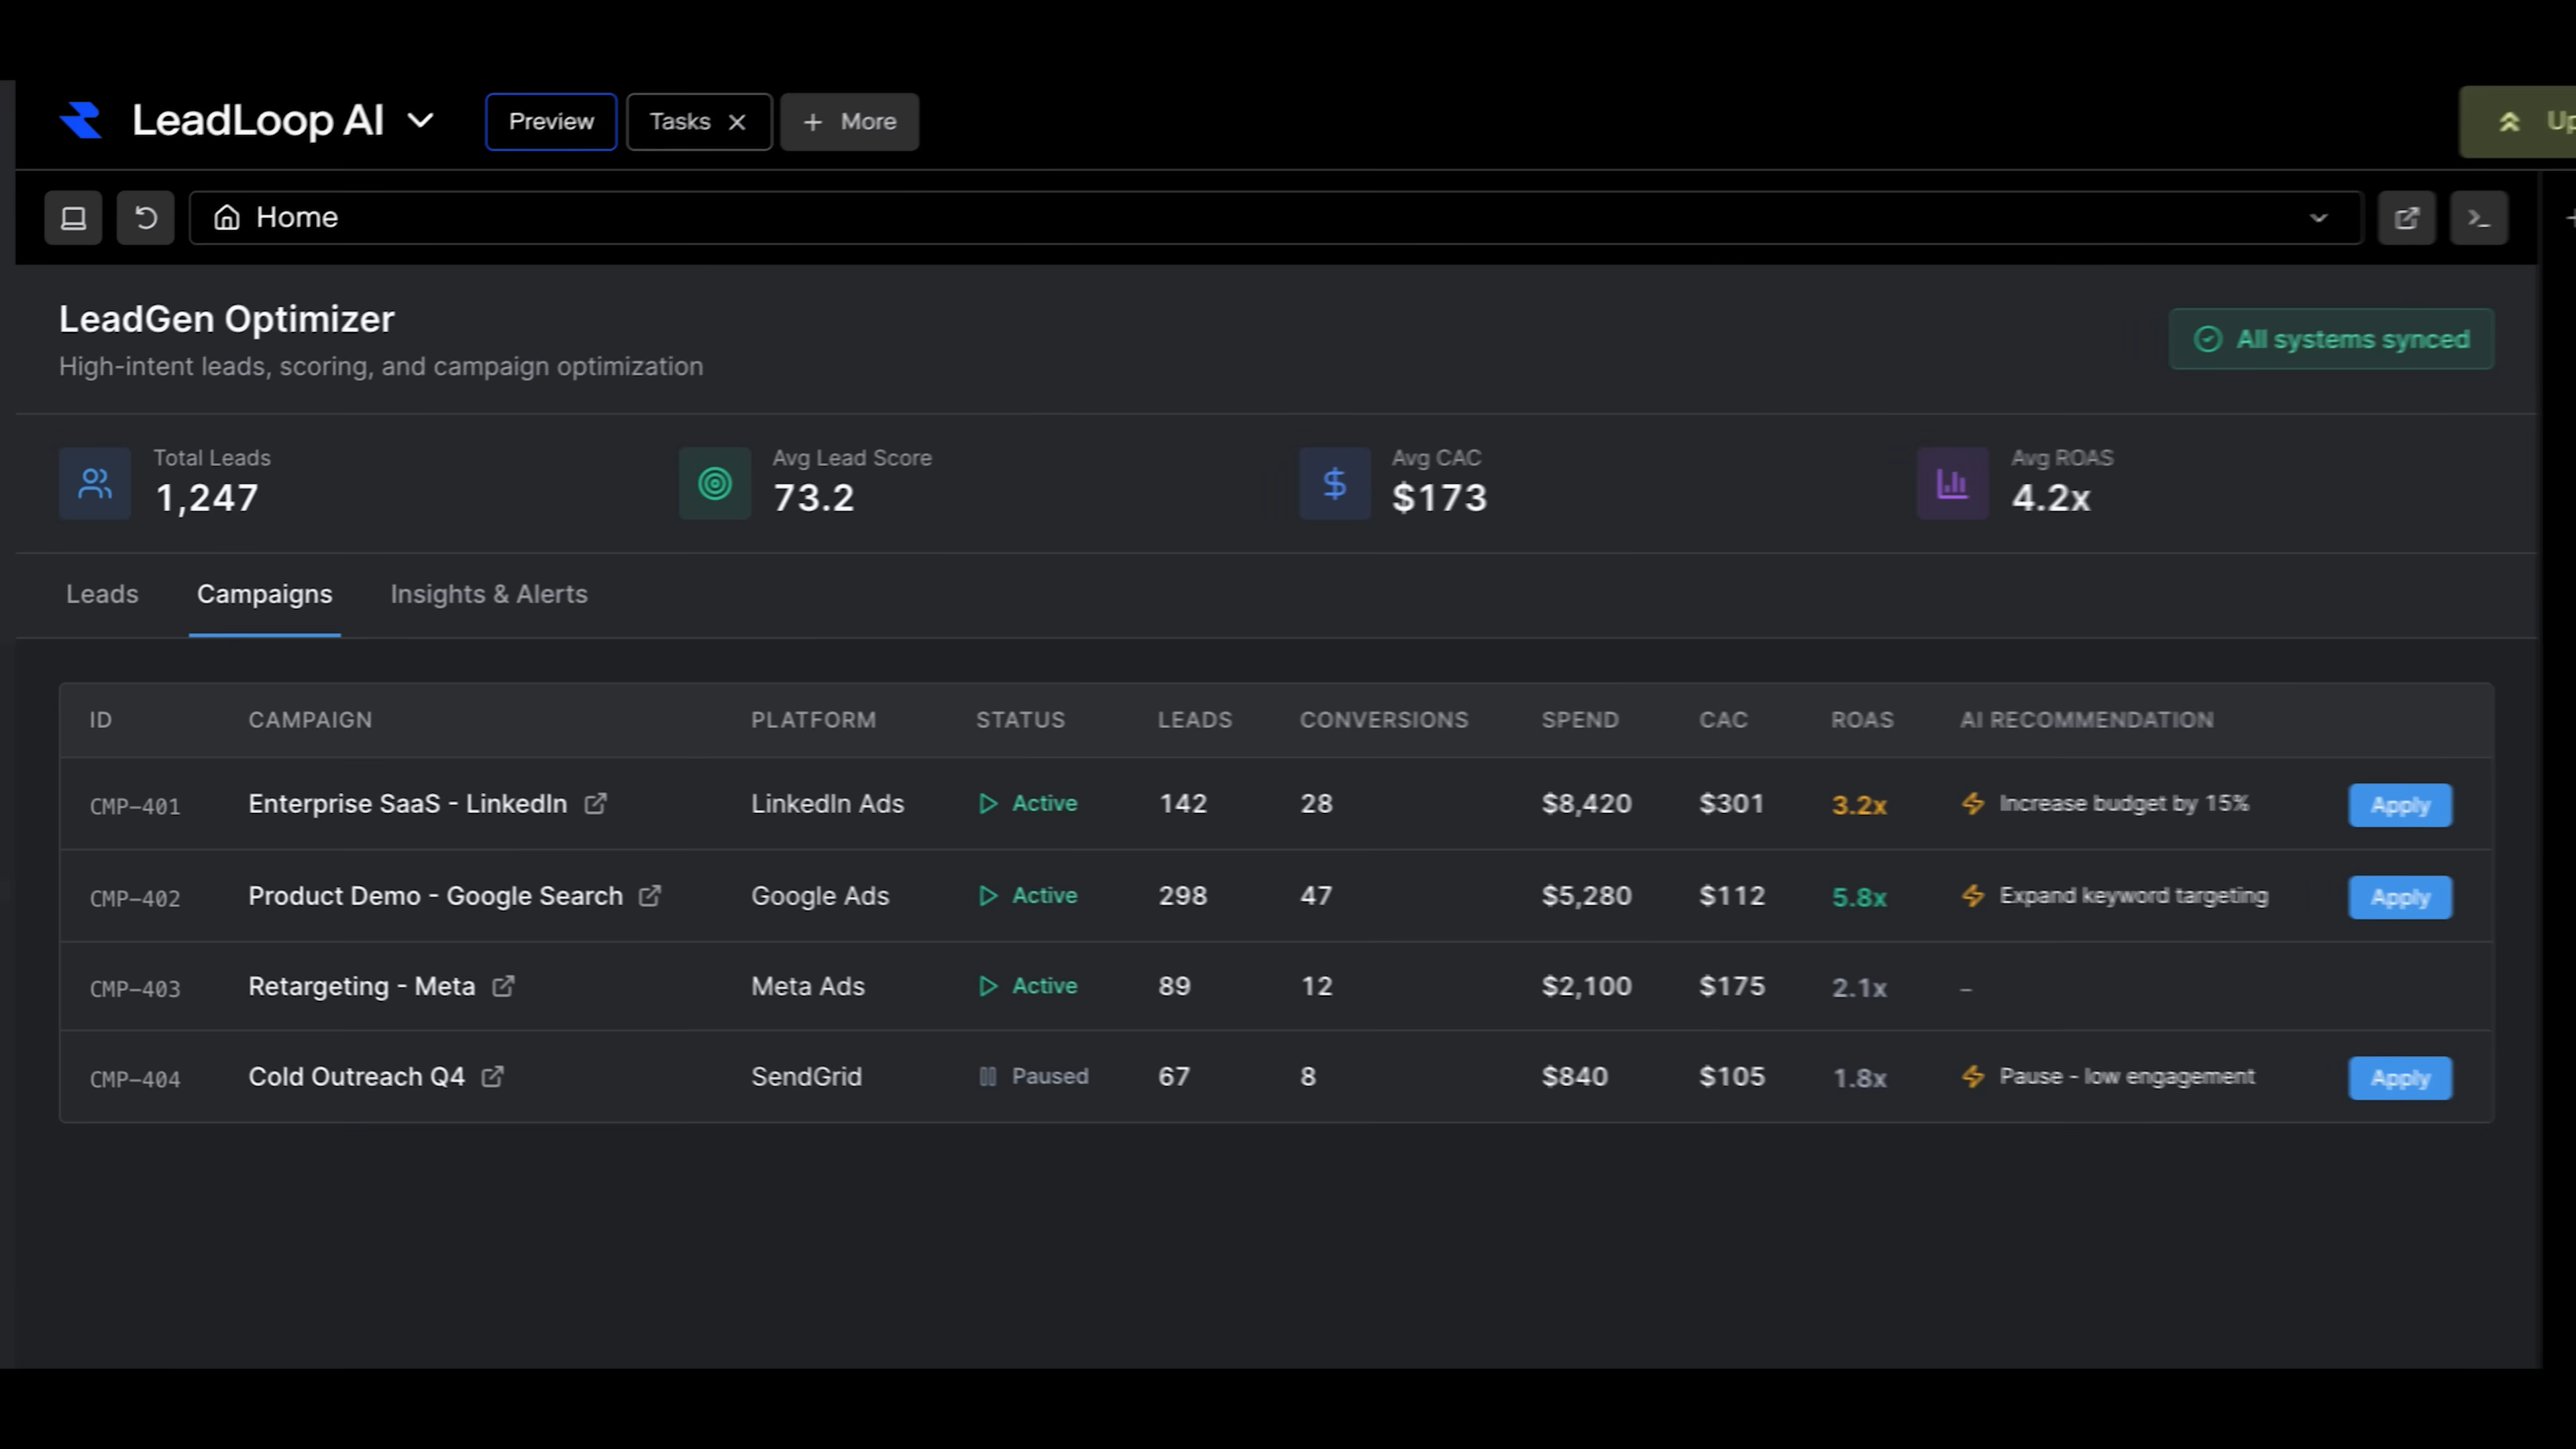 LeadLoop AI Preview Tasks + More
Home
LeadGen Optimizer
High-intent leads, scoring, and campaign optimization
All systems synced
Total Leads
1,247
Avg Lead Score
73.2
Avg CAC
$173
Avg ROAS
4.2x
Leads Campaigns Insights & Alerts
ID CAMPAIGN PLATFORM STATUS LEADS CONVERSIONS SPEND CAC ROAS AI RECOMMENDATION
CMP-401 Enterprise SaaS - LinkedIn LinkedIn Ads Active 142 28 $8,420 $301 3.2x Increase budget by 15% Apply
CMP-402 Product Demo - Google Search Google Ads Active 298 47 $5,280 $112 5.8x Expand keyword targeting Apply
CMP-403 Retargeting - Meta Meta Ads Active 89 12 $2,100 $175 2.1x –
CMP-404 Cold Outreach Q4 SendGrid Paused 67 8 $840 $105 1.8x Pause - low engagement Apply